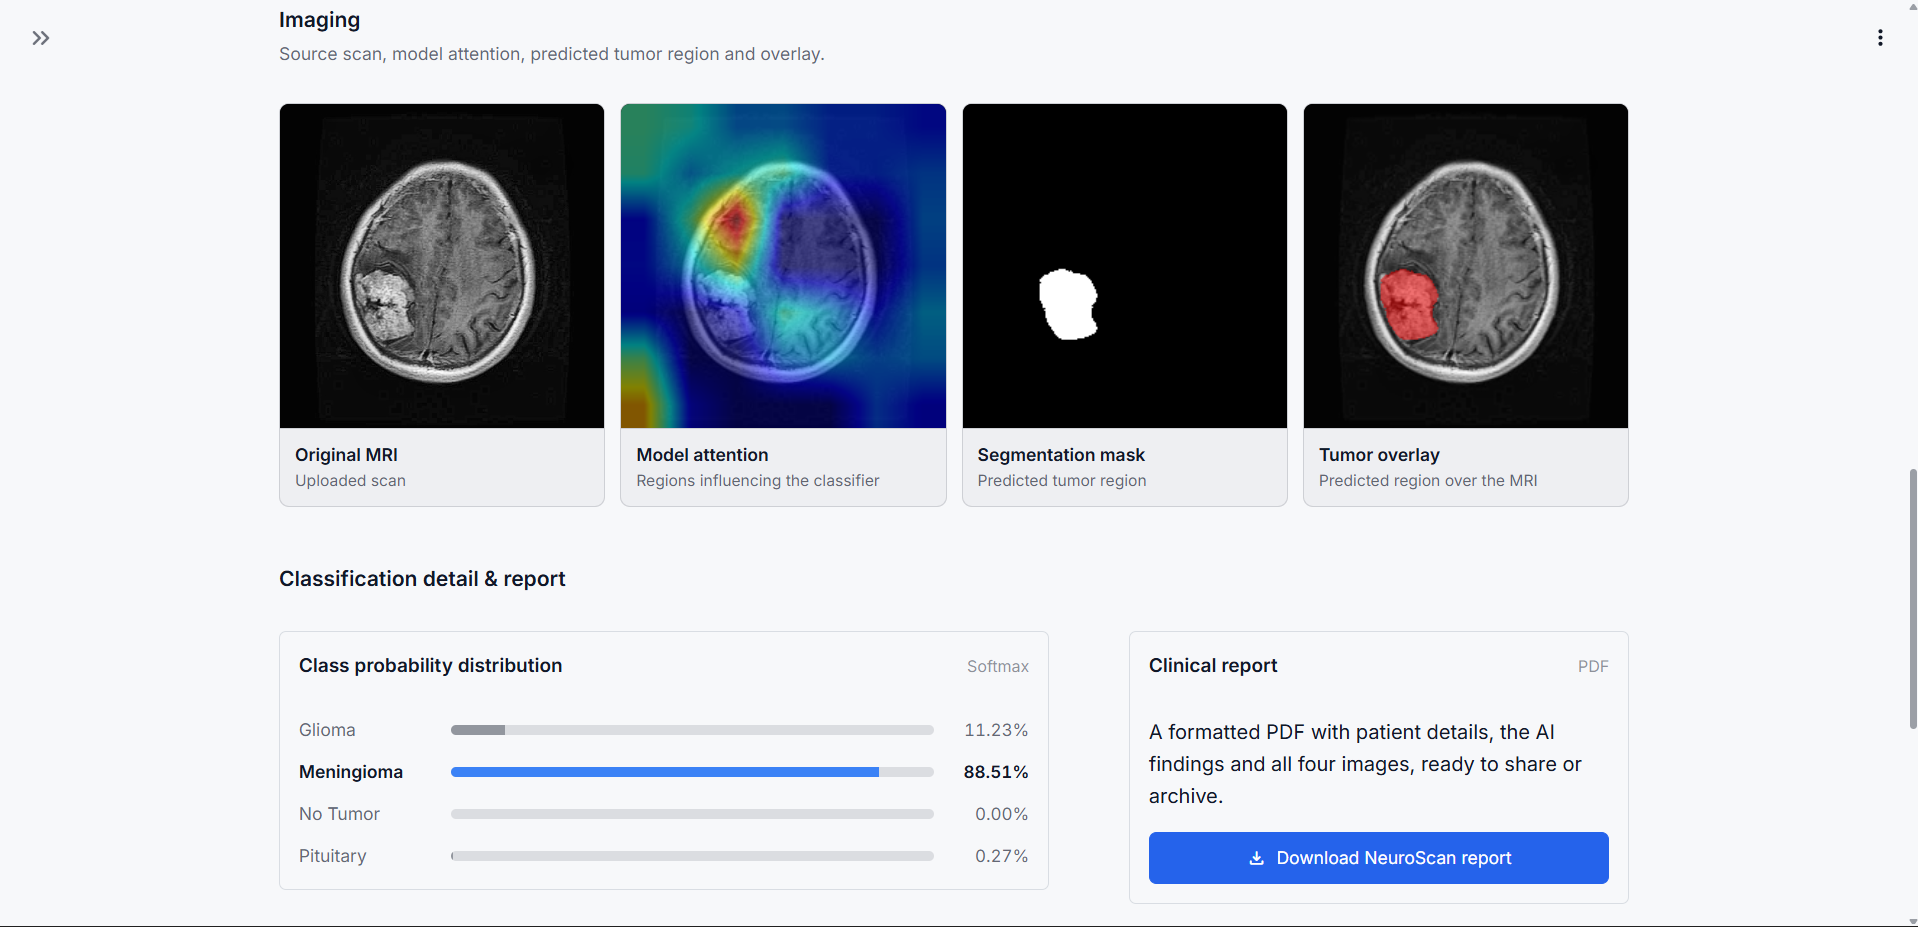 Imaging
Source scan, model attention, predicted tumor region and overlay.
Original MRI
Uploaded scan
Model attention
Regions influencing the classifier
Segmentation mask
Predicted tumor region
Tumor overlay
Predicted region over the MRI
Classification detail & report
Class probability distribution
Softmax
Glioma
11.23%
Meningioma
88.51%
No Tumor
0.00%
Pituitary
0.27%
Clinical report
PDF
A formatted PDF with patient details, the AI
findings and all four images, ready to share or
archive.
Download NeuroScan report